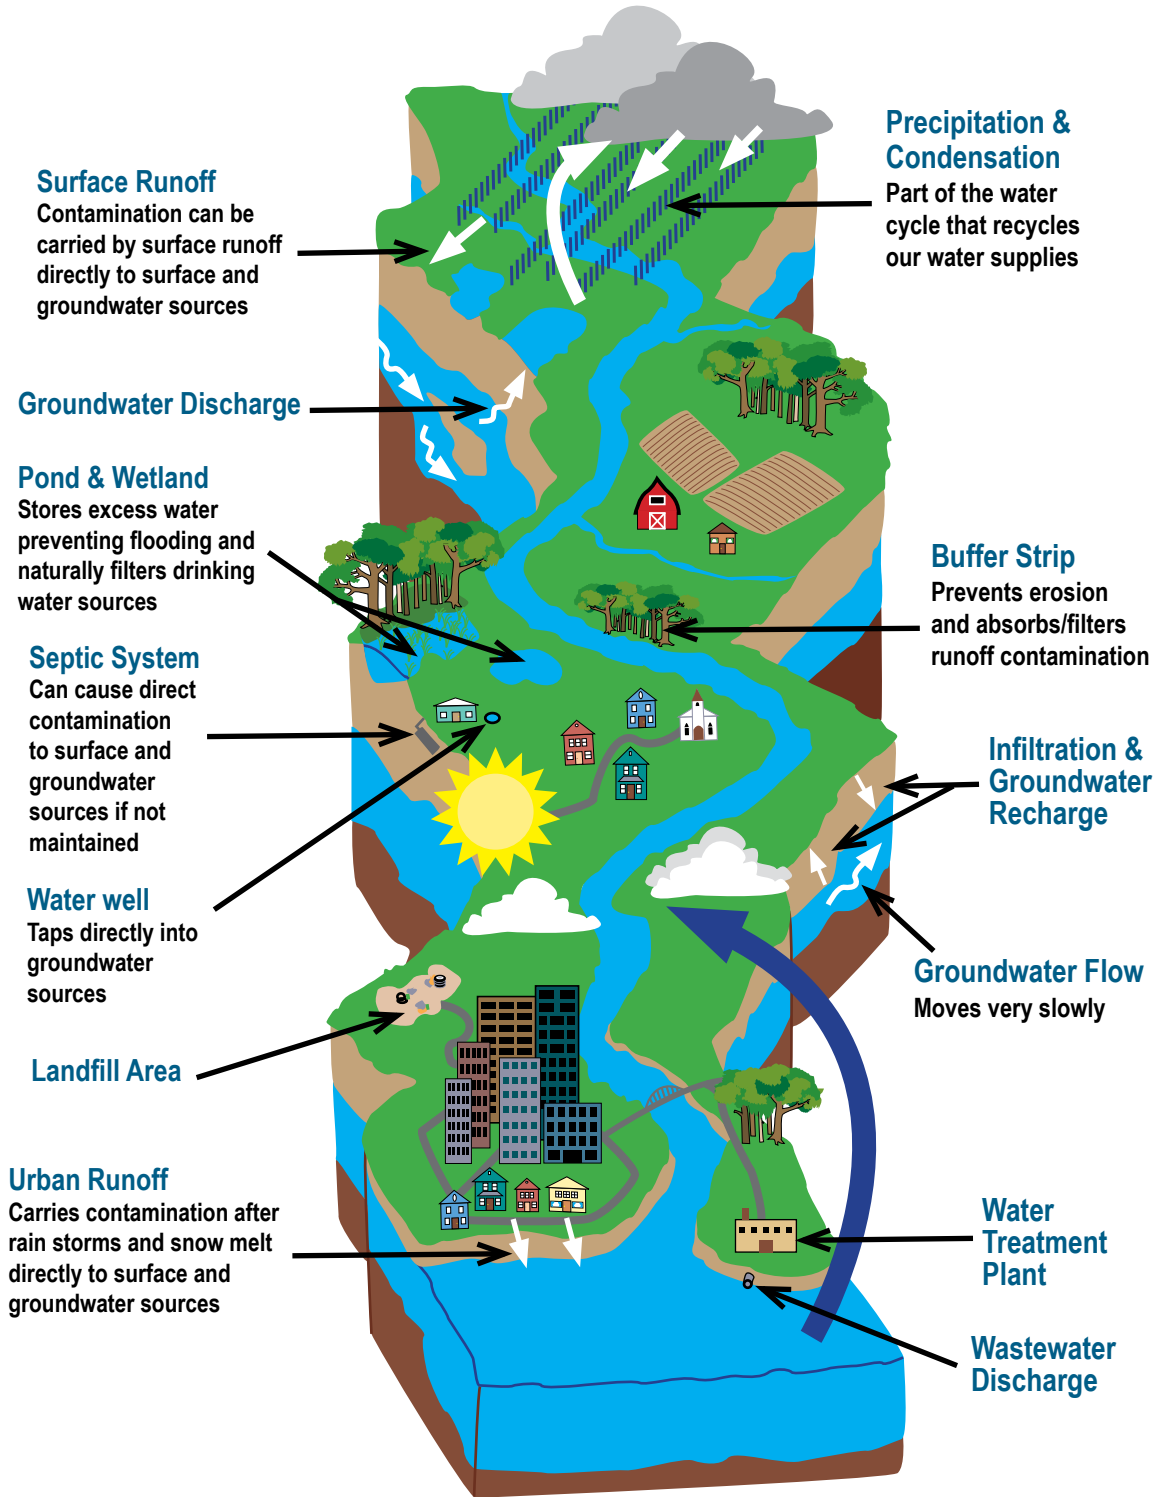 Precipitation &
Condensation
Part of the water
cycle that recycles
our water supplies
Surface Runoff
Contamination can be
carried by surface runoff
directly to surface and
groundwater sources
Groundwater Discharge
Pond & Wetland
Stores excess water
preventing flooding and
naturally filters drinking
water sources
Buffer Strip
Prevents erosion
and absorbs/filters
runoff contamination
Septic System
Can cause direct
contamination
to surface and
groundwater
sources if not
maintained
Infiltration &
Groundwater
Recharge
Water well
Taps directly into
groundwater
sources
Groundwater Flow
Moves very slowly
Landfill Area
Urban Runoff
Carries contamination after
rain storms and snow melt
directly to surface and
groundwater sources
Water
Treatment
Plant
Wastewater
Discharge